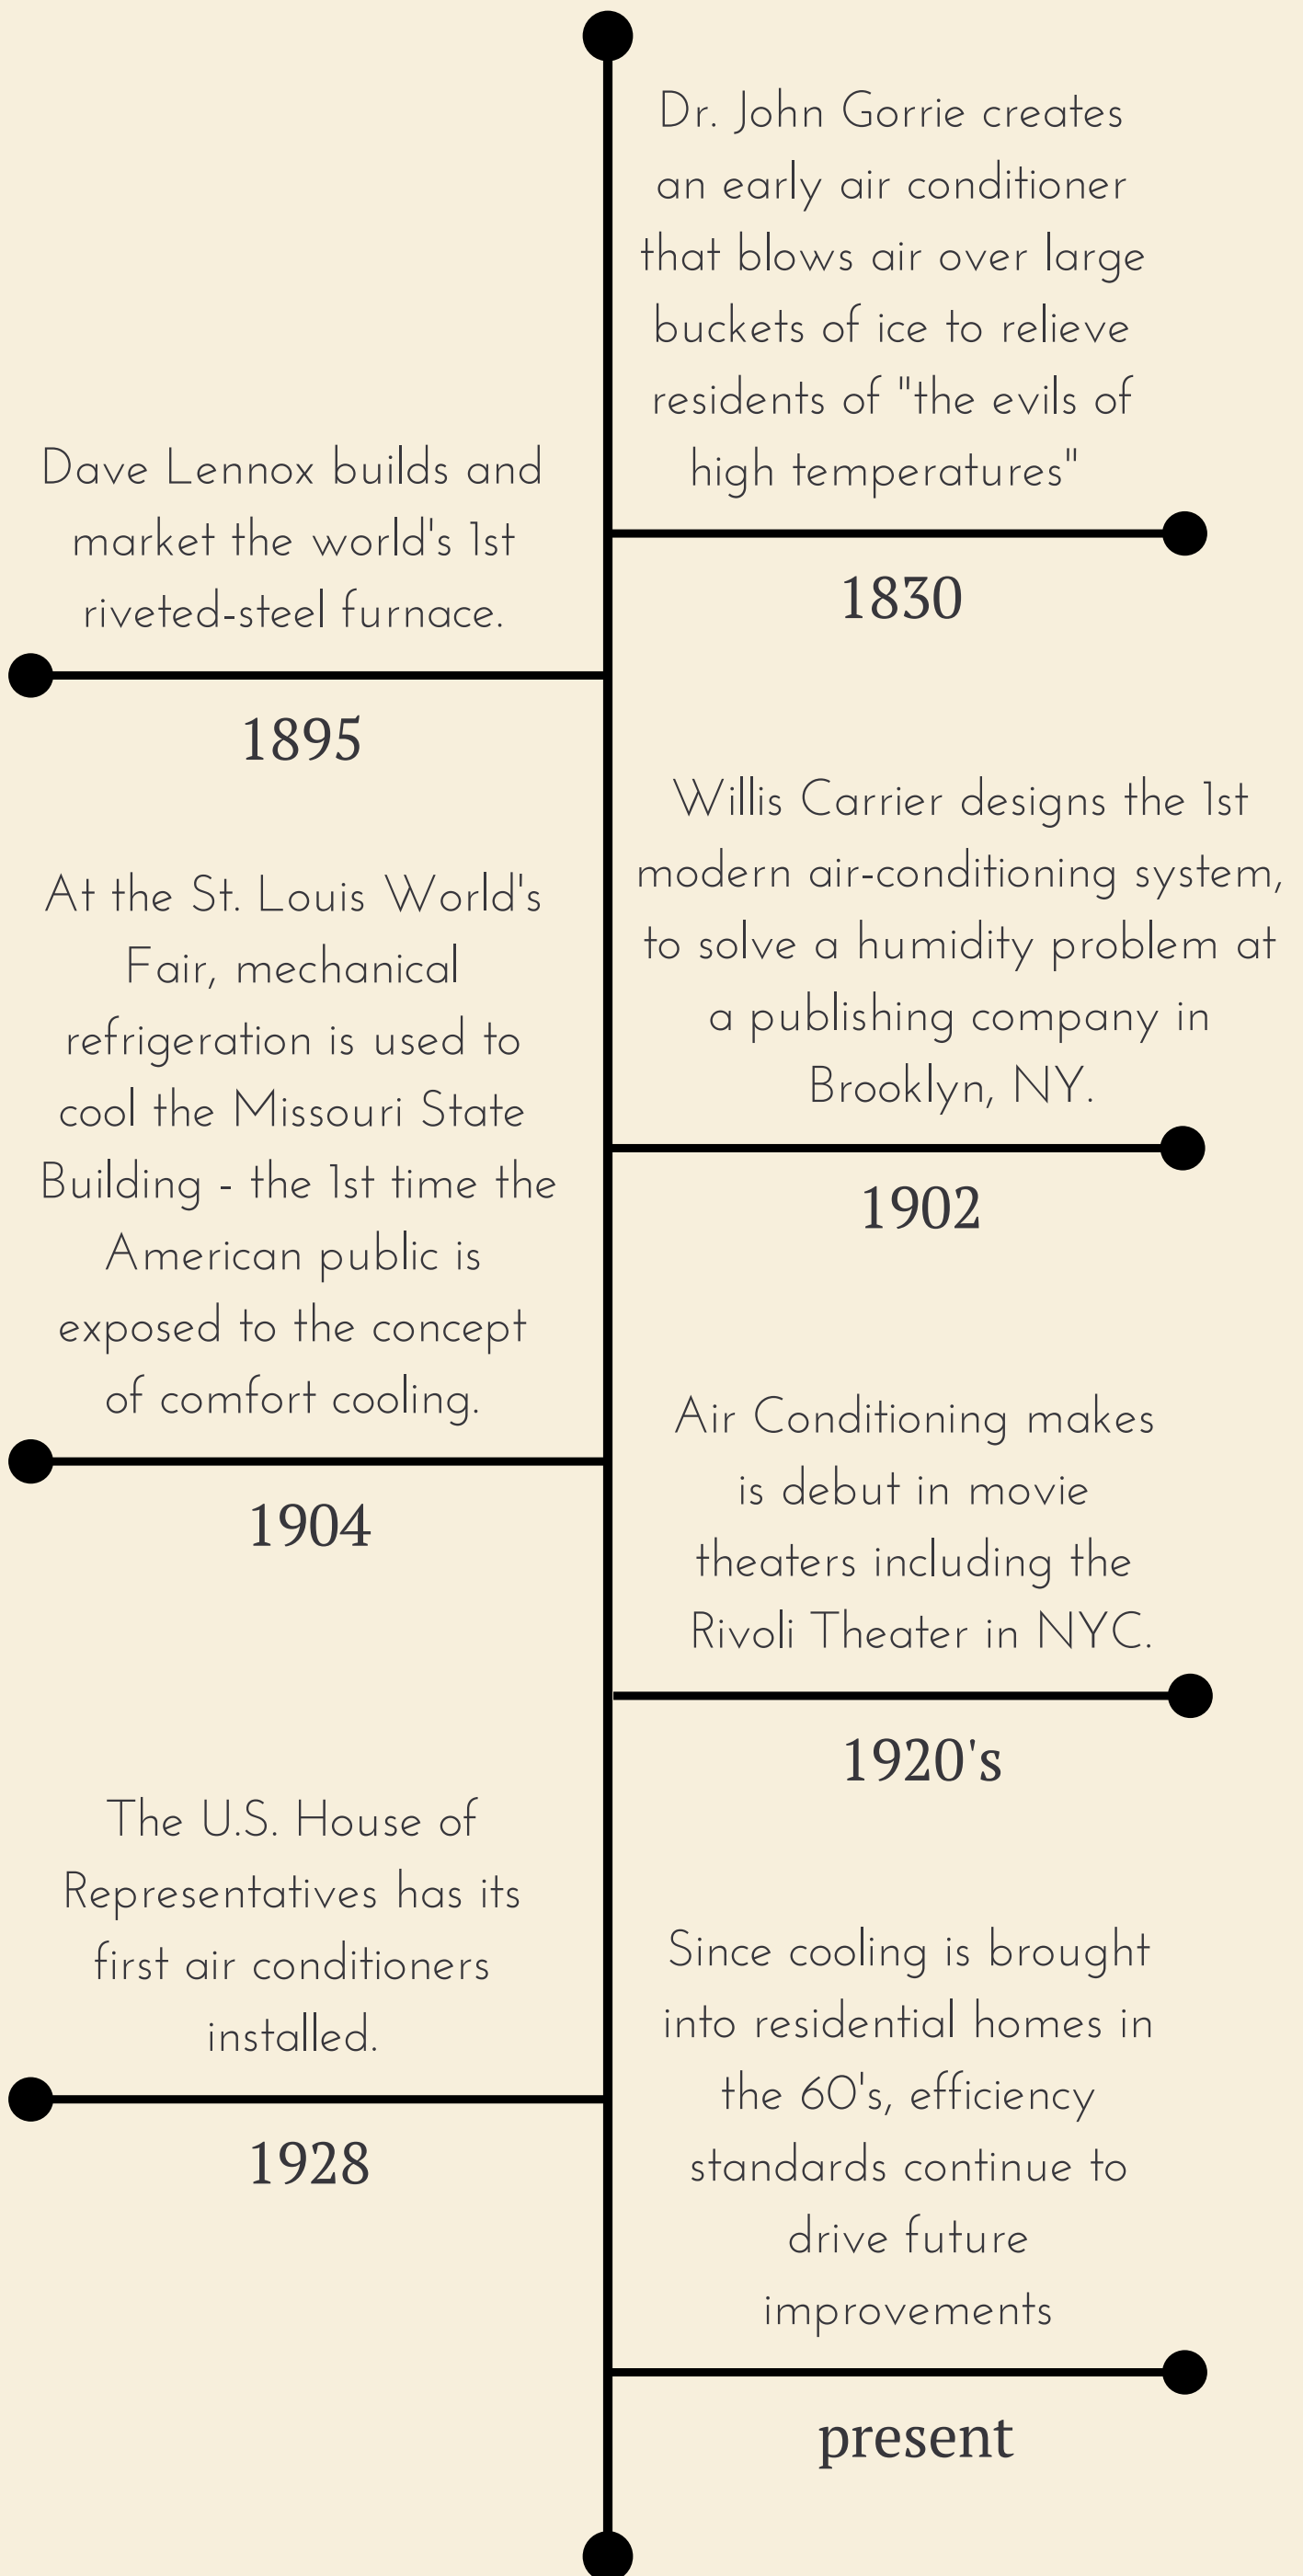 Dr. John Gorrie creates
an early air conditioner
that blows air over large
buckets of ice to relieve
residents of "the evils of
high temperatures"
1830
Dave Lennox builds and
market the world's 1st
riveted-steel furnace.
1895
Willis Carrier designs the 1st
modern air-conditioning system,
to solve a humidity problem at
a publishing company in
Brooklyn, NY.
1902
At the St. Louis World's
Fair, mechanical
refrigeration is used to
cool the Missouri State
Building - the 1st time the
American public is
exposed to the concept
of comfort cooling.
1904
Air Conditioning makes
is debut in movie
theaters including the
Rivoli Theater in NYC.
1920's
The U.S. House of
Representatives has its
first air conditioners
installed.
1928
Since cooling is brought
into residential homes in
the 60's, efficiency
standards continue to
drive future
improvements
present